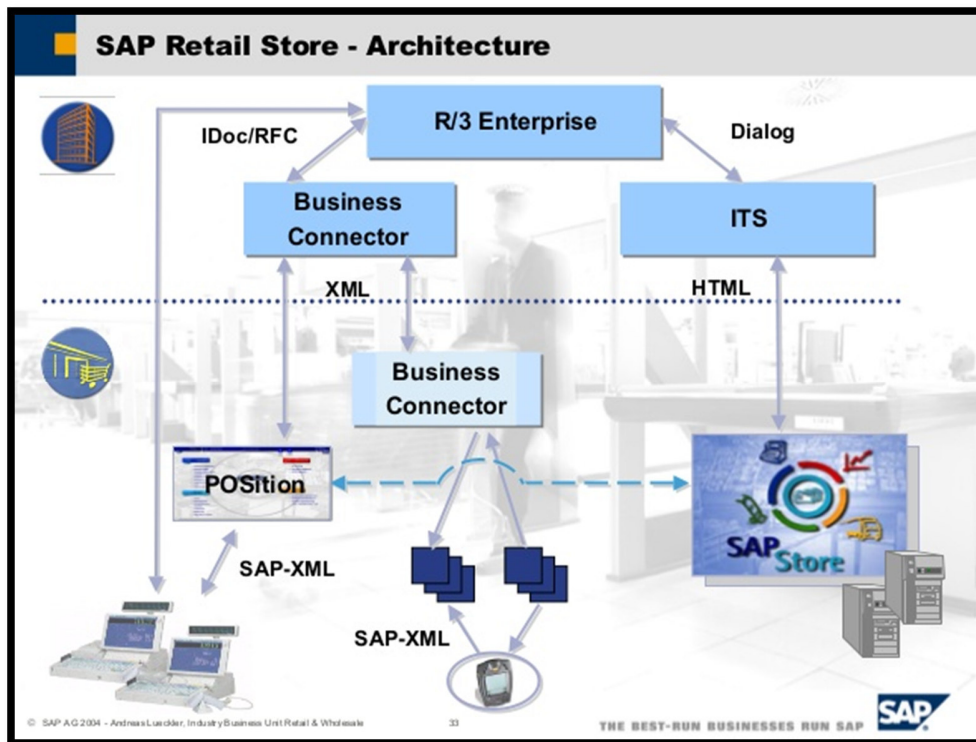 SAP Retail Store - Architecture
R/3 Enterprise
IDoc/RFC
Dialog
Business
Connector
ITS
XML
HTML
Business
Connector
POSition
SAP
Store
SAP-XML
SAP-XML
© SAP AG 2004 - Andreas Lueckler, Industry Business Unit Retail & Wholesale
33
THE BEST-RUN BUSINESSES RUN SAP
SAP